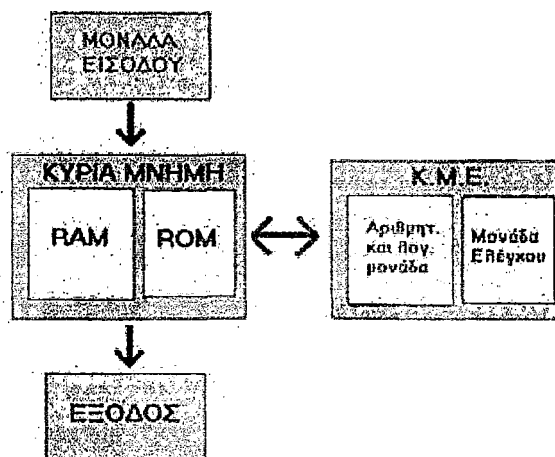 ΜΟΝΑΔΑ
ΕΙΣΟΔΟΥ
ΚΥΡΙΑ ΜΝΗΜΗ
RAM
ROM
Κ.Μ.Ε.
Αριθμητ.
και λογ.
μονάδα
Μονάδα
Ελέγχου
ΕΞΟΔΟΣ